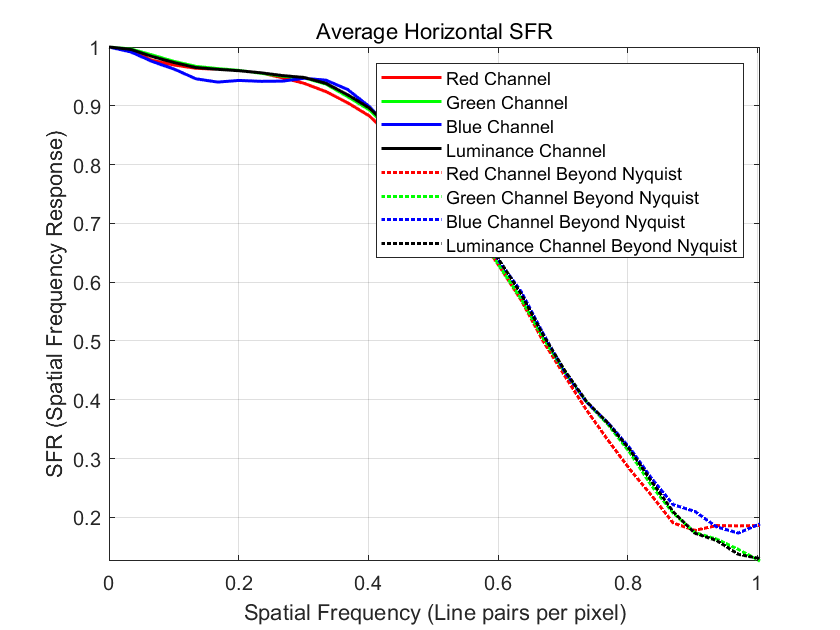 Average Horizontal SFR
SFR (Spatial Frequency Response)
1
0.9
0.8
0.7
0.6
0.5
0.4
0.3
0.2
Red Channel
Green Channel
Blue Channel
Luminance Channel
Red Channel Beyond Nyquist
Green Channel Beyond Nyquist
Blue Channel Beyond Nyquist
Luminance Channel Beyond Nyquist
0 0.2 0.4 0.6 0.8 1
Spatial Frequency (Line pairs per pixel)